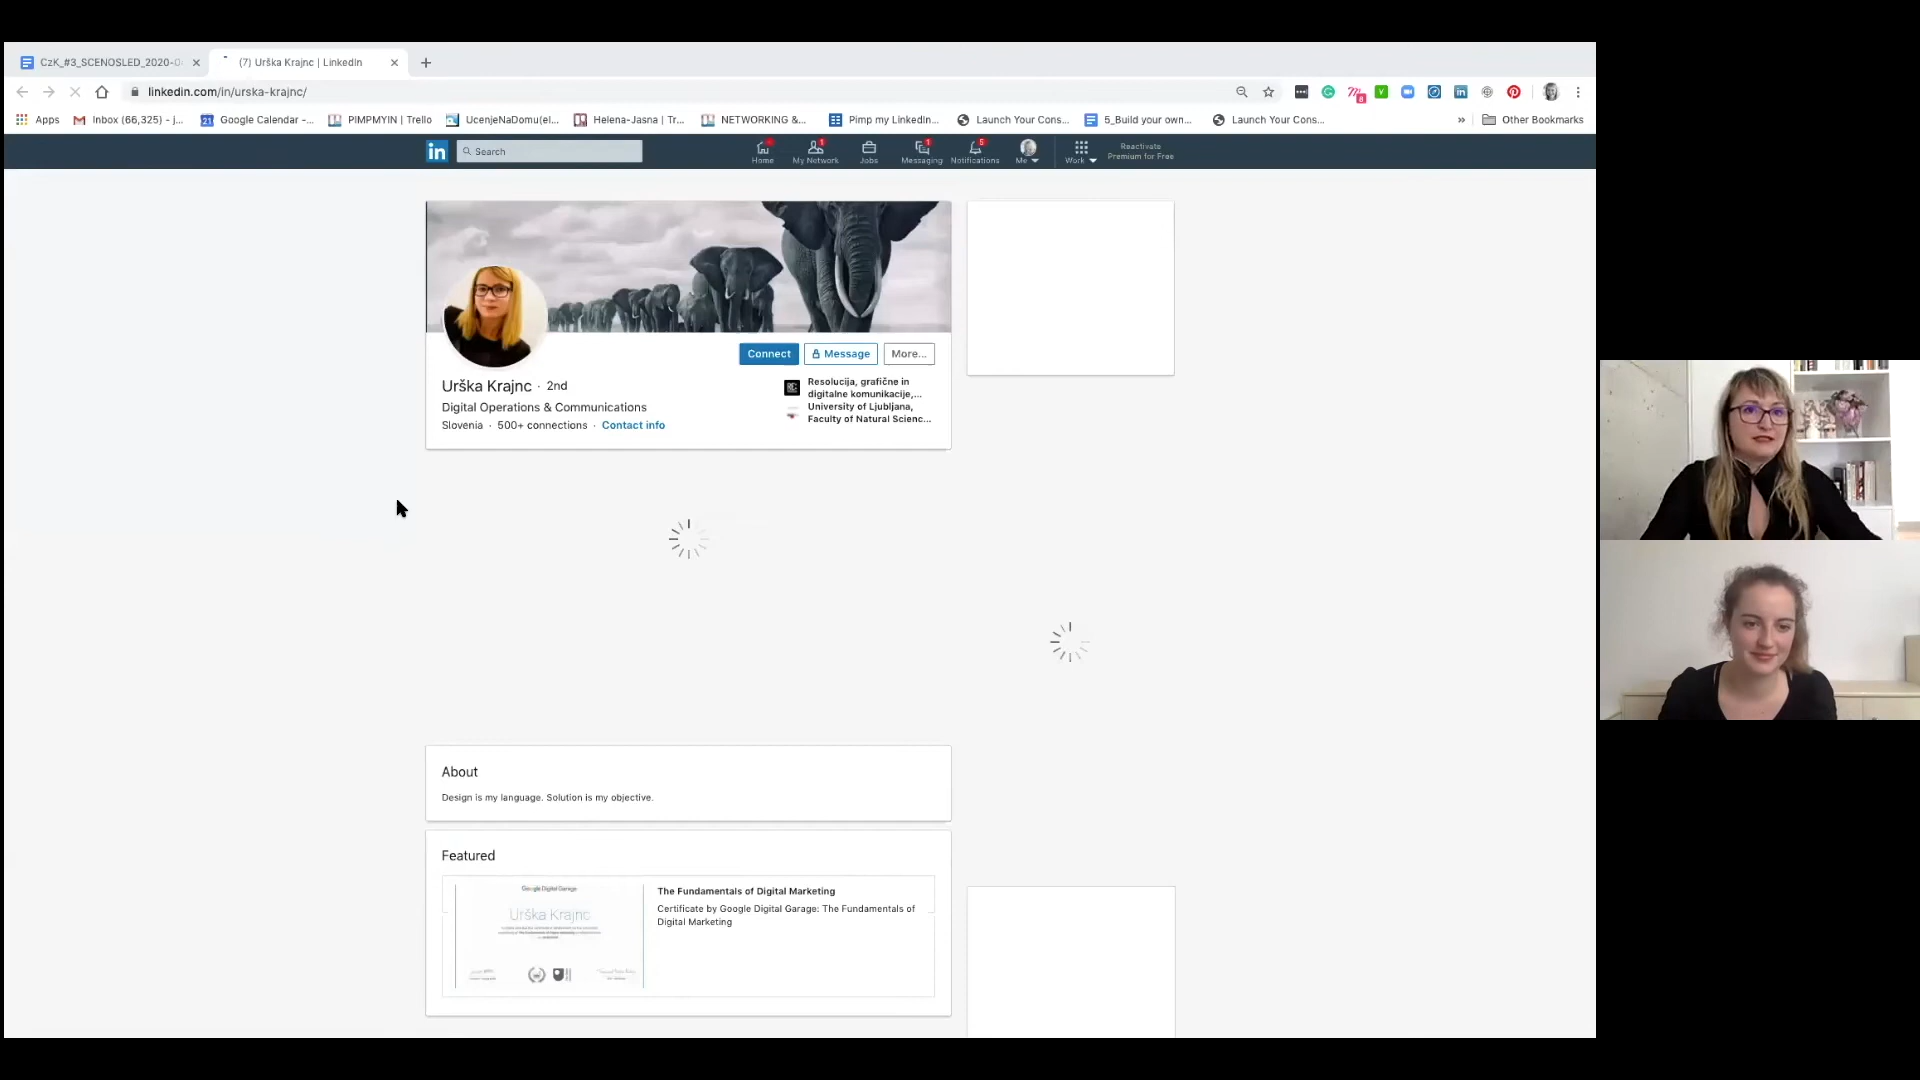 CzK_#3_SCENOSLED_2020-0
(7) Urška Krajnc | LinkedIn
linkedin.com/in/urska-krajnc/
8
Apps
Inbox (66,325) - j...
Google Calendar -...
PIMPMYIN | Trello
UcenjeNaDomu(el...
Helena-Jasna | Tr...
NETWORKING &...
Pimp my LinkedIn...
Launch Your Cons...
5_Build your own...
Launch Your Cons...
»
Other Bookmarks
in
Search
Home
1
My Network
Jobs
1
Messaging
5
Notifications
Me
Work
Reactivate
Premium for Free
Connect
Message
More...
Urška Krajnc · 2nd
Digital Operations & Communications
Slovenia · 500+ connections · Contact info
Resolucija, grafične in
digitalne komunikacije,...
University of Ljubljana,
Faculty of Natural Scienc...
About
Design is my language. Solution is my objective.
Featured
Google Digital Garage
Urška Krajnc
The Fundamentals of Digital Marketing
Certificate by Google Digital Garage: The Fundamentals of
Digital Marketing